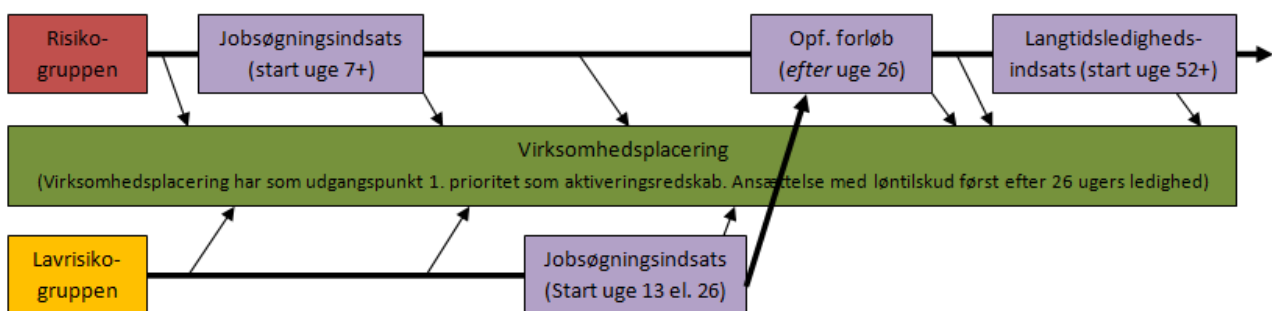 Risiko-
gruppen
Jobsøgningsindsats
(start uge 7+)
Opf. forløb
(efter uge 26)
Langtidsledigheds-
indsats (start uge 52+)
Virksomhedsplacering
(Virksomhedsplacering har som udgangspunkt 1. prioritet som aktiveringsredskab. Ansættelse med løntilskud først efter 26 ugers ledighed)
Lavrisiko-
gruppen
Jobsøgningsindsats
(Start uge 13 el. 26)